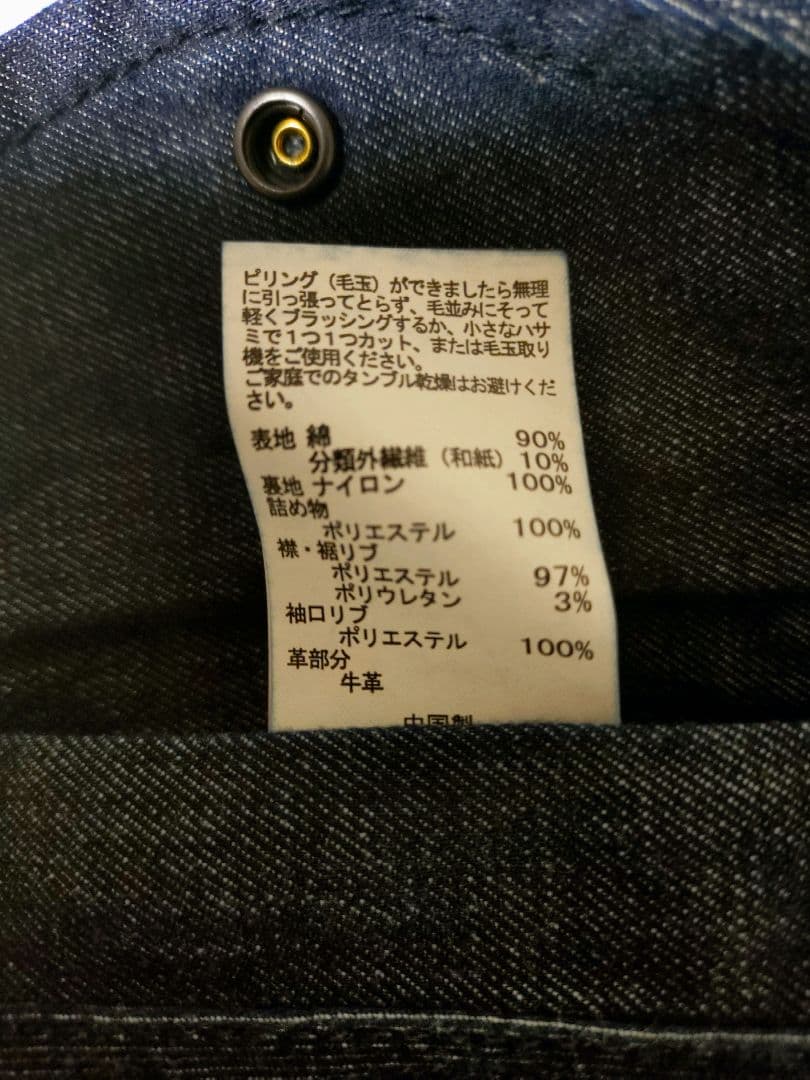 ピリング（毛玉）ができましたら無理
に引っ張ってとらず、毛並みにそって
軽くブラッシングするか、小さなハサ
ミで１つ１つカット、または毛玉取り
機をご使用ください。
ご家庭でのタンブル乾燥はお避けくだ
さい。
表地 綿 90%
分類外繊維（和紙）10%
裏地 ナイロン 100%
詰め物
ポリエステル 100%
襟・裾リブ
ポリエステル 97%
ポリウレタン 3%
袖口リブ
ポリエステル 100%
革部分
牛革
中国製